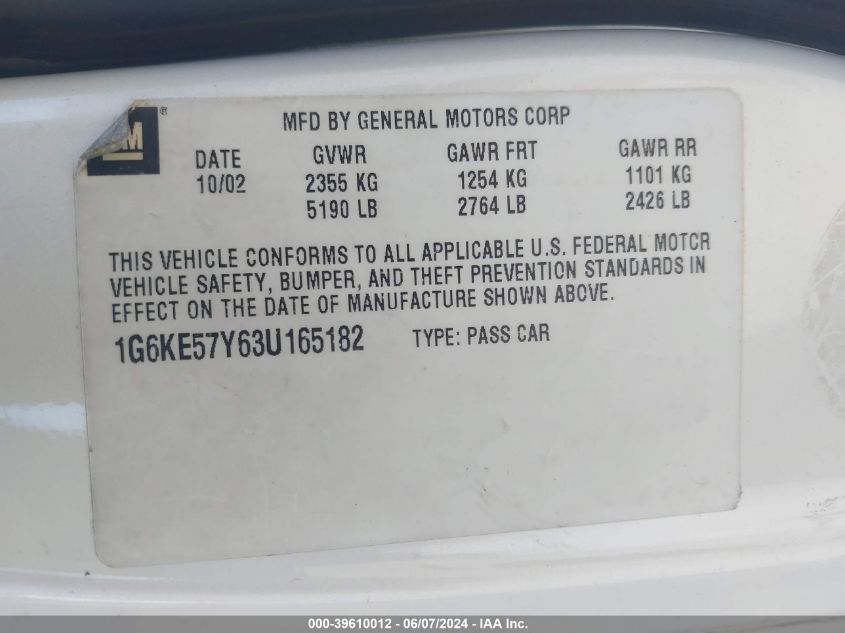 M ®
MFD BY GENERAL MOTORS CORP
DATE GVWR GAWR FRT GAWR RR
10/02 2355 KG 1254 KG 1101 KG
5190 LB 2764 LB 2426 LB
THIS VEHICLE CONFORMS TO ALL APPLICABLE U.S. FEDERAL MOTOR
VEHICLE SAFETY, BUMPER, AND THEFT PREVENTION STANDARDS IN
EFFECT ON THE DATE OF MANUFACTURE SHOWN ABOVE.
1G6KE57Y63U165182 TYPE: PASS CAR
000-39610012 - 06/07/2024 - IAA Inc.